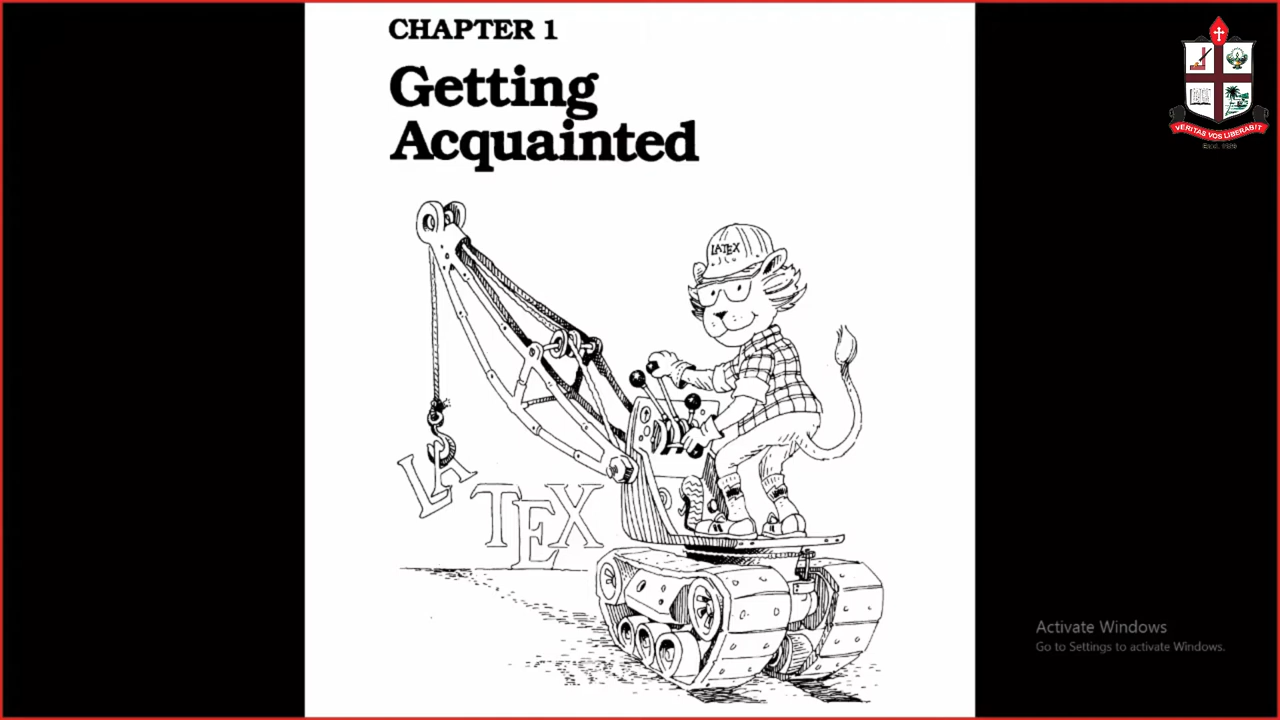 CHAPTER 1
Getting
Acquainted
LATEX
LA
TEX
VERITAS VOS LIBERABIT
Activate Windows
Go to Settings to activate Windows.